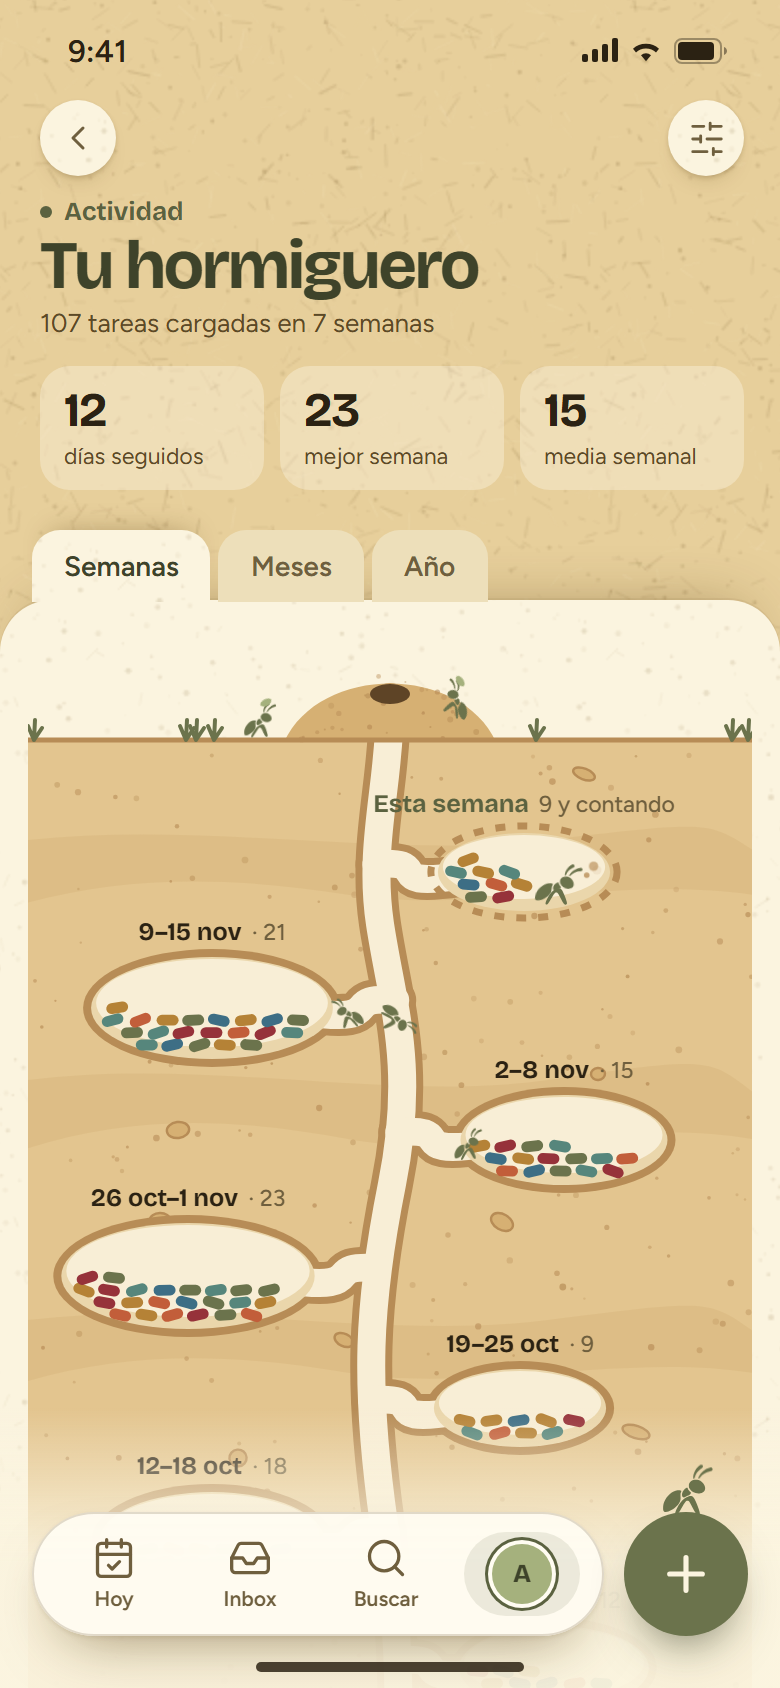 9:41
Actividad
Tu hormiguero
107 tareas cargadas en 7 semanas
12
días seguidos
23
mejor semana
15
media semanal
Semanas
Meses
Año
Esta semana 9 y contando
9–15 nov · 21
2–8 nov · 15
26 oct–1 nov · 23
19–25 oct · 9
12–18 oct · 18
12
Hoy
Inbox
Buscar
A